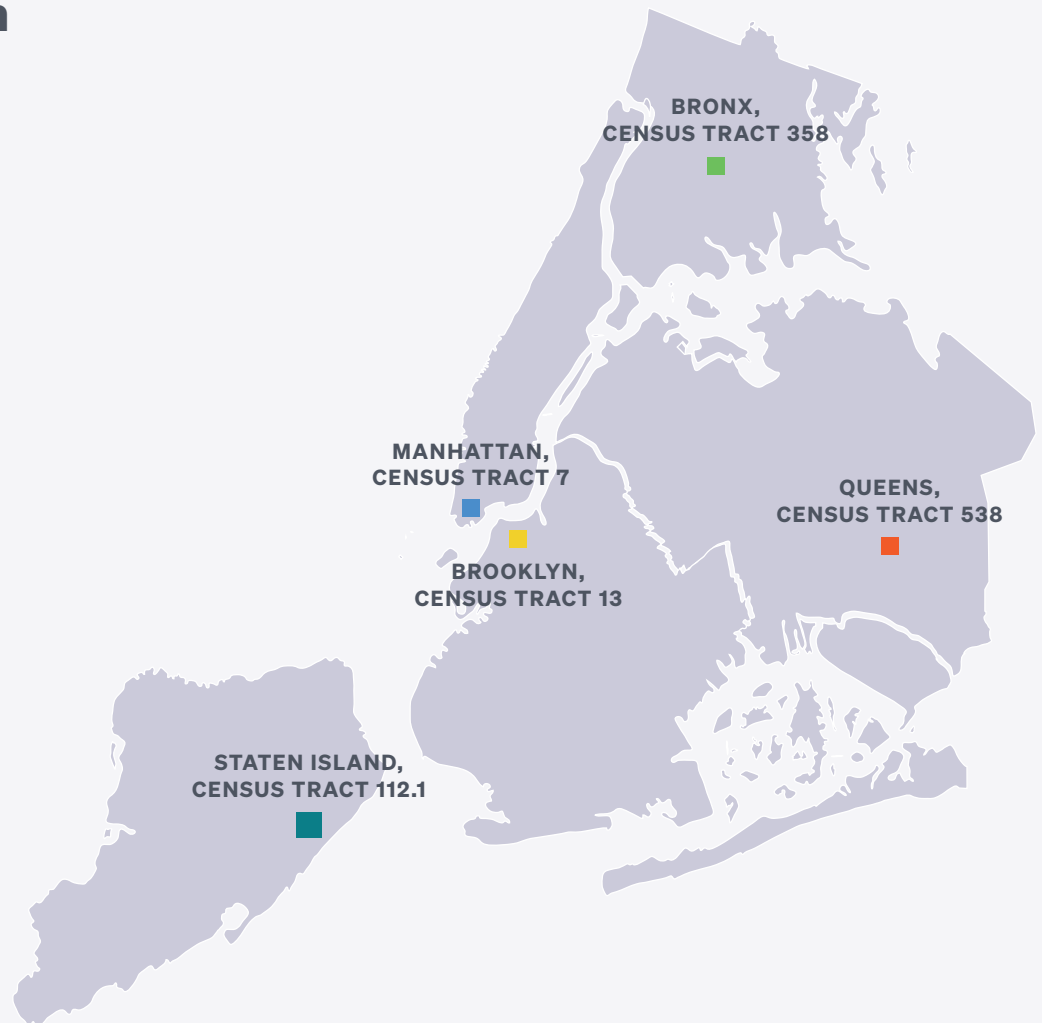 BRONX,
CENSUS TRACT 358
MANHATTAN,
CENSUS TRACT 7
QUEENS,
CENSUS TRACT 538
BROOKLYN,
CENSUS TRACT 13
STATEN ISLAND,
CENSUS TRACT 112.1